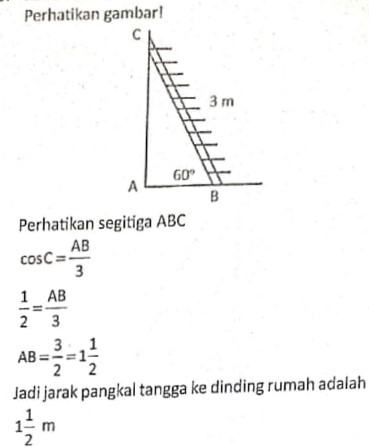 Perhatikan gambar!
C
3 m
60°
A
B
Perhatikan segitiga ABC
cosC = AB/3
1/2 = AB/3
AB = 3/2 = 1 1/2
Jadi jarak pangkal tangga ke dinding rumah adalah
1 1/2 m